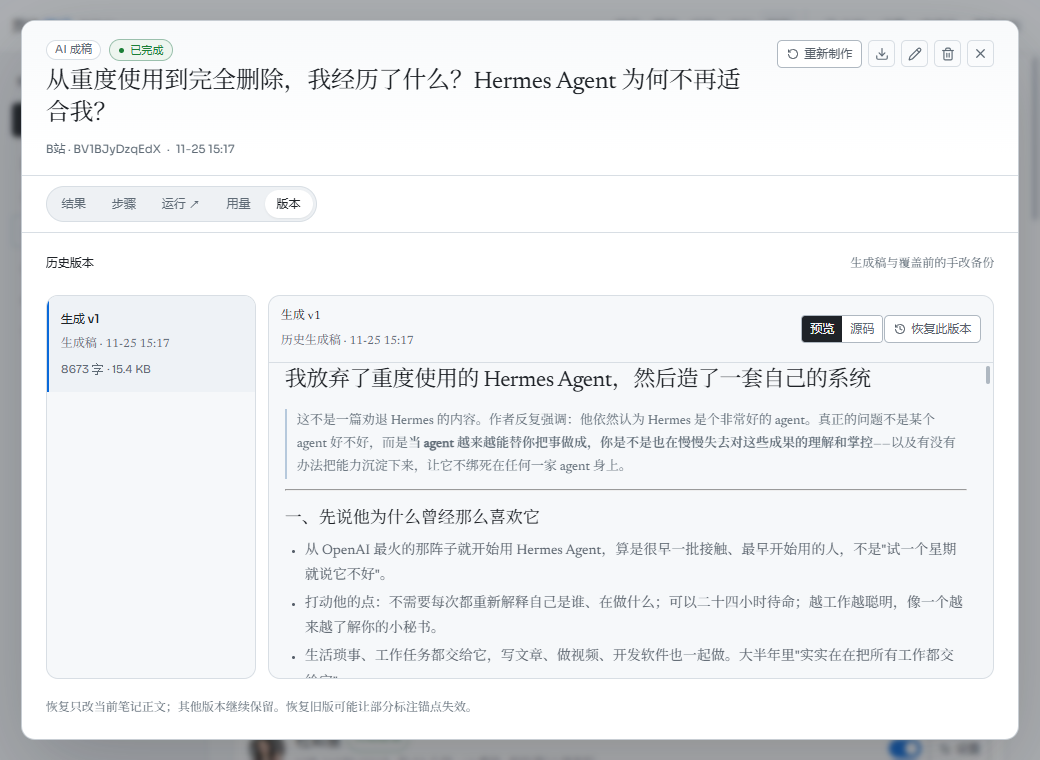 AI 成稿
已完成
重新制作
从重度使用到完全删除，我经历了什么？Hermes Agent 为何不再适
合我？
B站 · BV1BJyDzqEdX · 11-25 15:17
结果
步骤
运行 ↗
用量
版本
历史版本
生成稿与覆盖前的手改备份
生成 v1
生成稿 · 11-25 15:17
8673 字 · 15.4 KB
生成 v1
历史生成稿 · 11-25 15:17
预览
源码
恢复此版本
我放弃了重度使用的 Hermes Agent，然后造了一套自己的系统
这不是一篇劝退 Hermes 的内容。作者反复强调：他依然认为 Hermes 是个非常好的 agent。真正的问题不是某个
agent 好不好，而是当 agent 越来越能替你把事做成，你是不是也在慢慢失去对这些成果的理解和掌控——以及有没有
办法把能力沉淀下来，让它不绑死在任何一家 agent 身上。
一、先说他为什么曾经那么喜欢它
• 从 OpenAI 最火的那阵子就开始用 Hermes Agent，算是很早一批接触、最早开始用的人，不是"试一个星期
就说它不好"。
• 打动他的点：不需要每次都重新解释自己是谁、在做什么；可以二十四小时待命；越工作越聪明，像一个越
来越了解你的小秘书。
• 生活琐事、工作任务都交给它，写文章、做视频、开发软件也一起做。大半年里"实实在在把所有工作都交
恢复只改当前笔记正文；其他版本继续保留。恢复旧版可能让部分标注锚点失效。